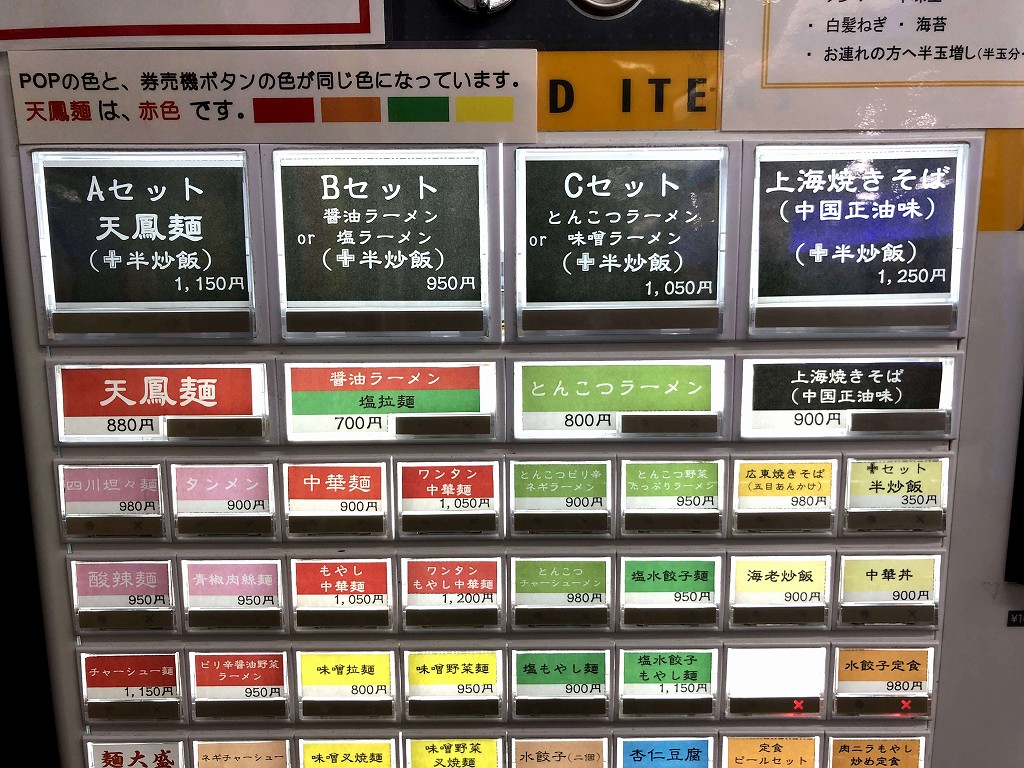 ・ 白髪ねぎ ・ 海苔
・ お連れの方へ半玉増し(半玉分
POPの色と、券売機ボタンの色が同じ色になっています。
天鳳麺 は、赤色 です。
D ITE
Aセット
天鳳麺
(✚半炒飯)
1,150円
Bセット
醤油ラーメン
or 塩ラーメン
(✚半炒飯)
950円
Cセット
とんこつラーメン
or 味噌ラーメン
(✚半炒飯)
1,050円
上海焼きそば
(中国正油味)
(✚半炒飯)
1,250円
天鳳麺
880円
醤油ラーメン
塩拉麺
700円
とんこつラーメン
800円
上海焼きそば
(中国正油味)
900円
四川坦々麺
980円
タンメン
900円
中華麺
900円
ワンタン
中華麺
1,050円
とんこつピリ辛
ネギラーメン
900円
とんこつ野菜
たっぷりラーメン
950円
広東焼きそば
(五目あんかけ)
980円
✚セット
半炒飯
350円
酸辣麺
950円
青椒肉絲麺
950円
もやし
中華麺
1,050円
ワンタン
もやし中華麺
1,200円
とんこつ
チャーシューメン
980円
塩水餃子麺
950円
海老炒飯
900円
中華丼
900円
チャーシュー麺
1,150円
ピリ辛醤油野菜
ラーメン
950円
味噌拉麺
800円
味噌野菜麺
950円
塩もやし麺
900円
塩水餃子
もやし麺
1,150円
水餃子定食
980円
麺大盛
ネギチャーシュー
味噌叉焼麺
味噌野菜
叉焼麺
水餃子(二個)
杏仁豆腐
定食
ビールセット
肉ニラもやし
炒め定食